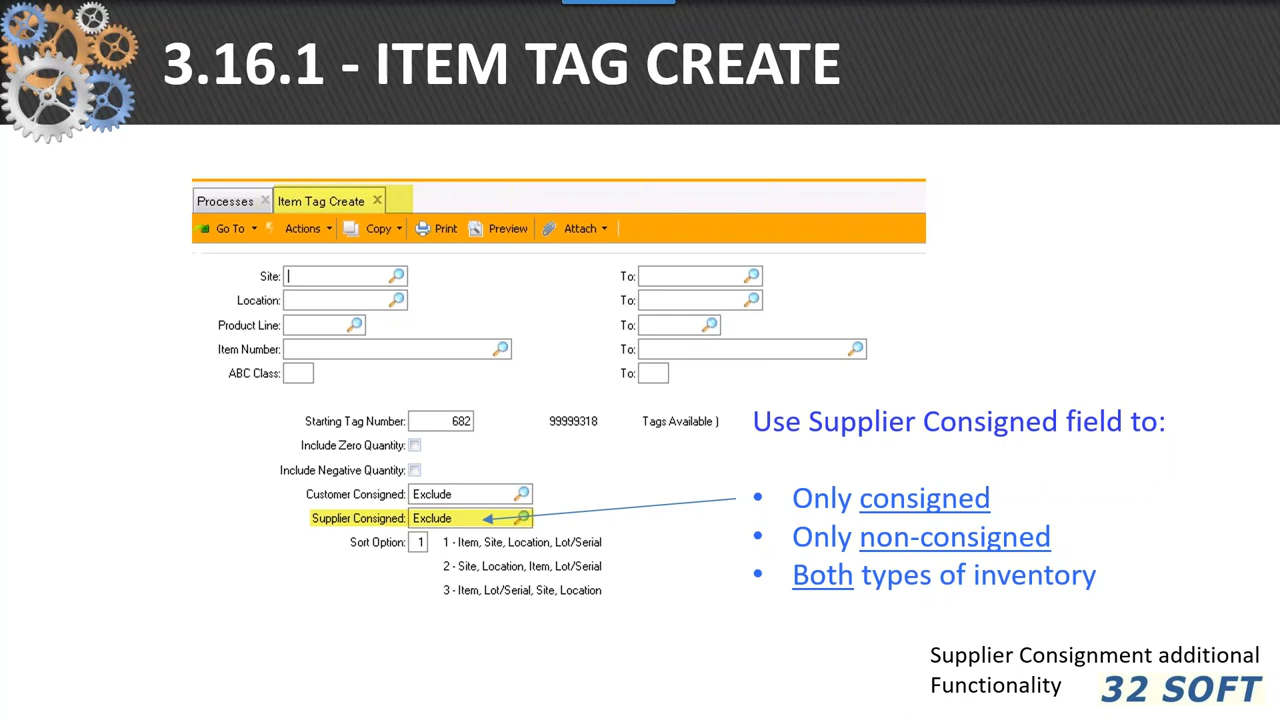 3.16.1 - ITEM TAG CREATE
Processes
Item Tag Create
Go To
Actions
Copy
Print
Preview
Attach
Site:
To:
Location:
To:
Product Line:
To:
Item Number:
To:
ABC Class:
To:
Starting Tag Number: 682 99999318 Tags Available )
Include Zero Quantity:
Include Negative Quantity:
Customer Consigned: Exclude
Supplier Consigned: Exclude
Sort Option: 1 1 - Item, Site, Location, Lot/Serial
2 - Site, Location, Item, Lot/Serial
3 - Item, Lot/Serial, Site, Location
Use Supplier Consigned field to:
• Only consigned
• Only non-consigned
• Both types of inventory
Supplier Consignment additional
Functionality
32 SOFT